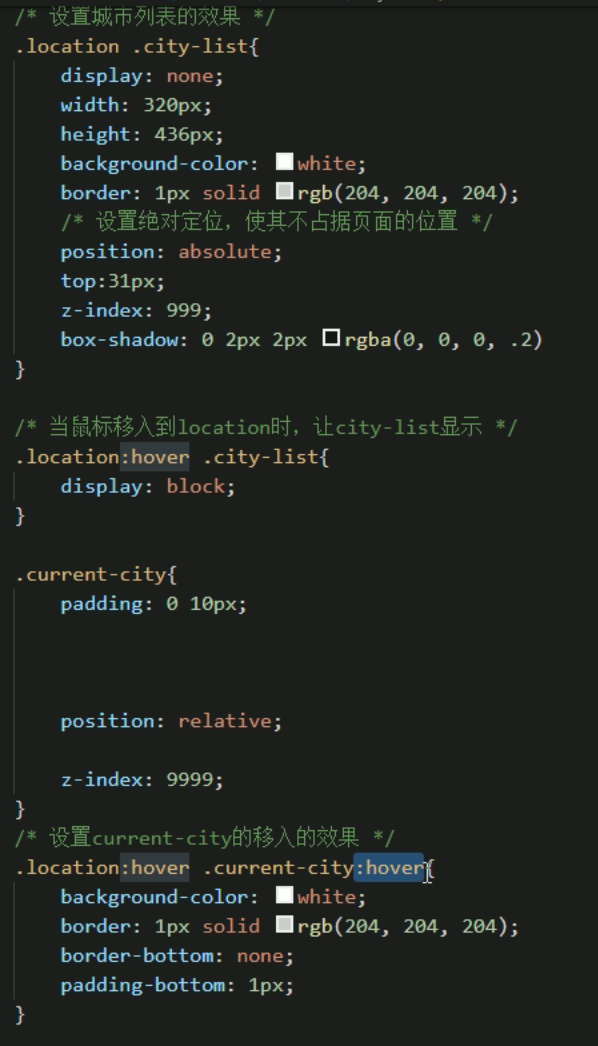 /* 设置城市列表的效果 */
.location .city-list{
display: none;
width: 320px;
height: 436px;
background-color: white;
border: 1px solid rgb(204, 204, 204);
/* 设置绝对定位，使其不占据页面的位置 */
position: absolute;
top:31px;
z-index: 999;
box-shadow: 0 2px 2px rgba(0, 0, 0, .2)
}
/* 当鼠标移入到location时，让city-list显示 */
.location:hover .city-list{
display: block;
}
.current-city{
padding: 0 10px;
position: relative;
z-index: 9999;
}
/* 设置current-city的移入的效果 */
.location:hover .current-city:hover{
background-color: white;
border: 1px solid rgb(204, 204, 204);
border-bottom: none;
padding-bottom: 1px;
}